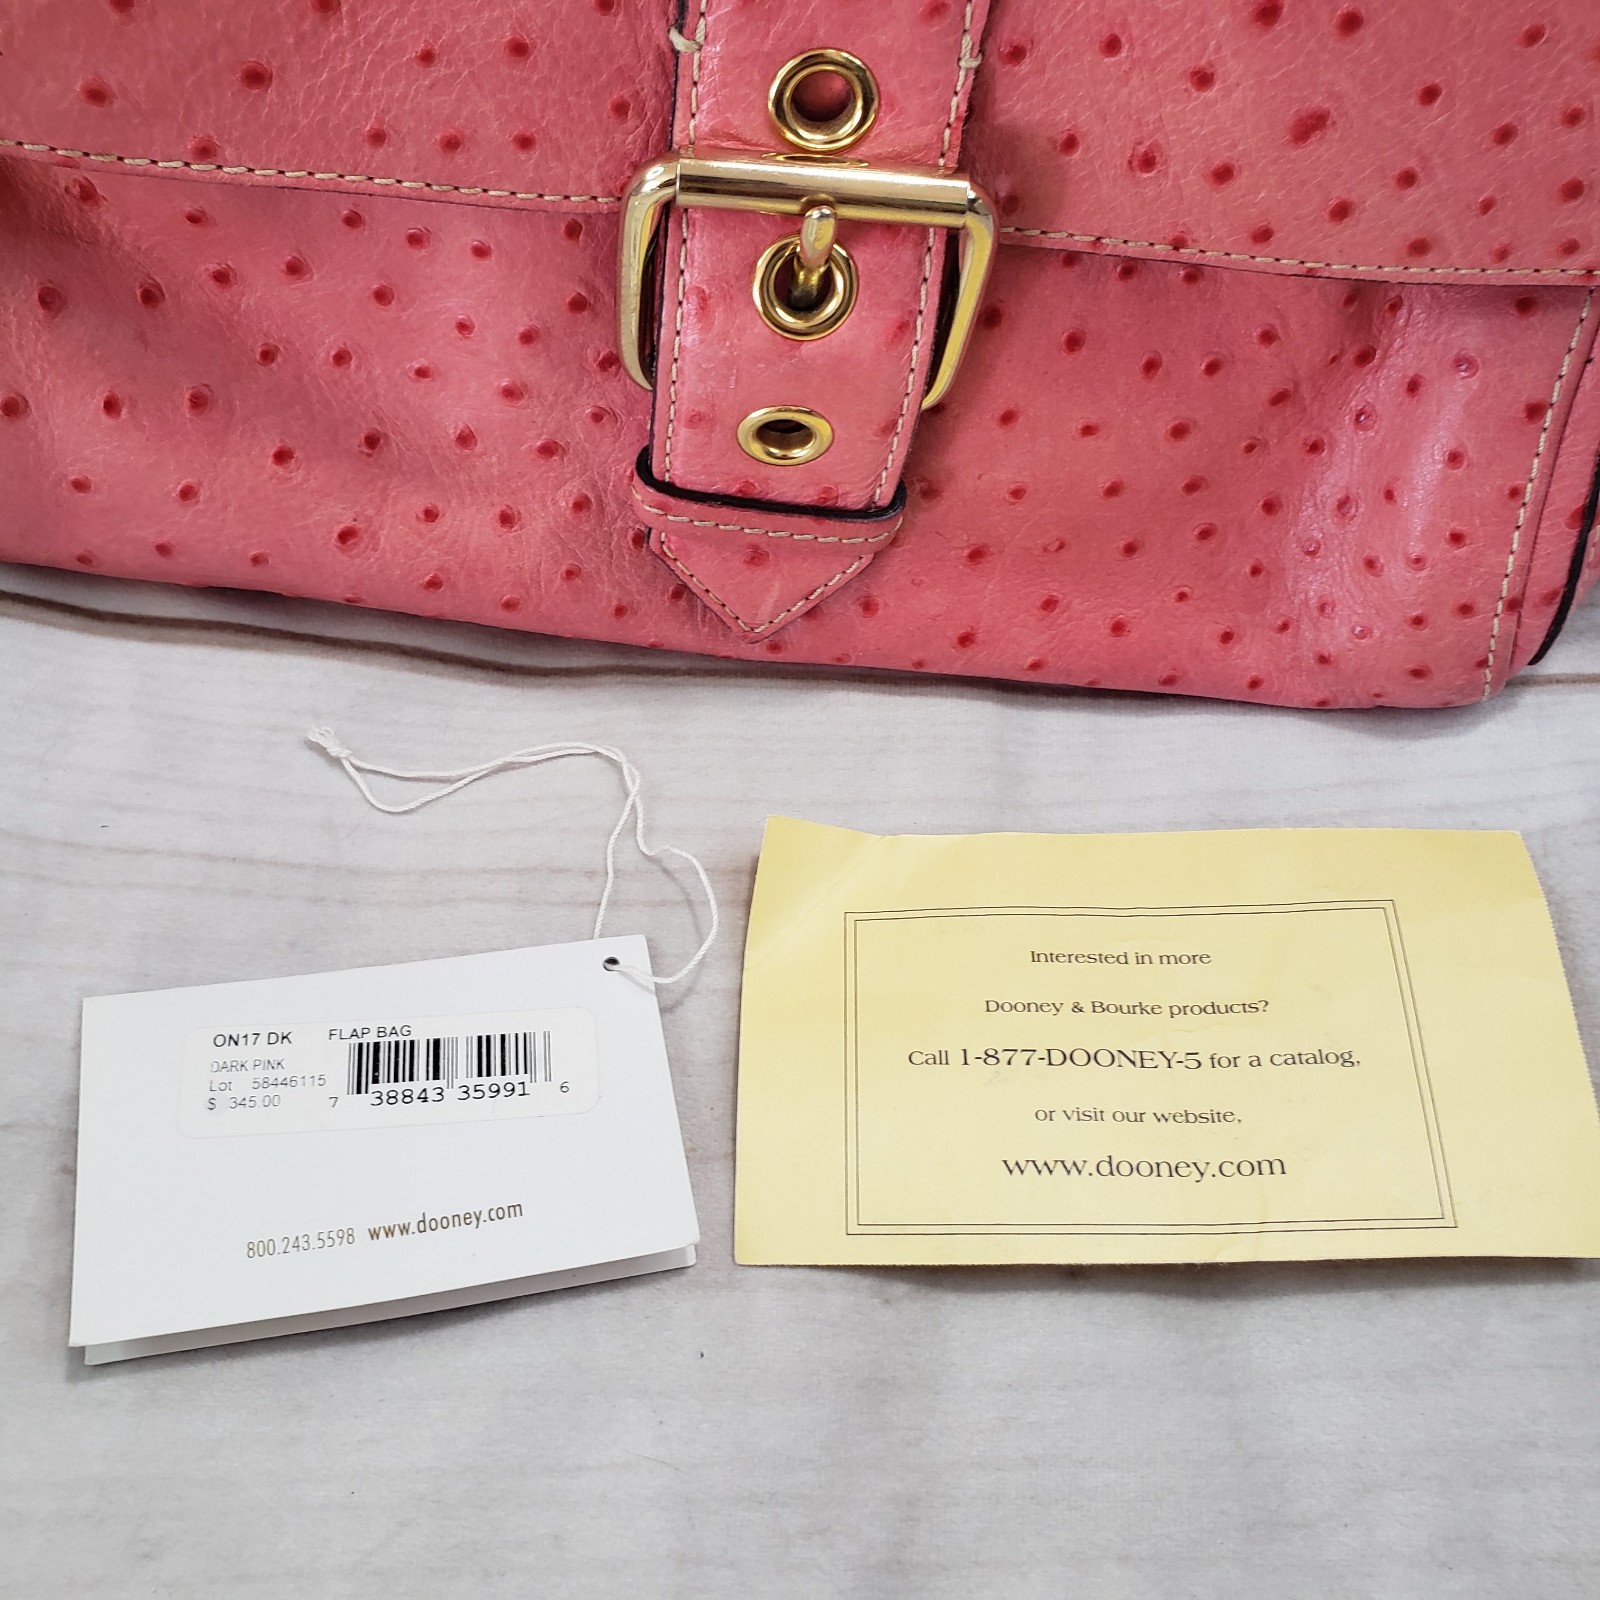 ON17 DK FLAP BAG
DARK PINK
Lot 58446115
$ 345.00
7 38843 35991 6
800.243.5598 www.dooney.com
Interested in more
Dooney & Bourke products?
Call 1-877-DOONEY-5 for a catalog,
or visit our website,
www.dooney.com